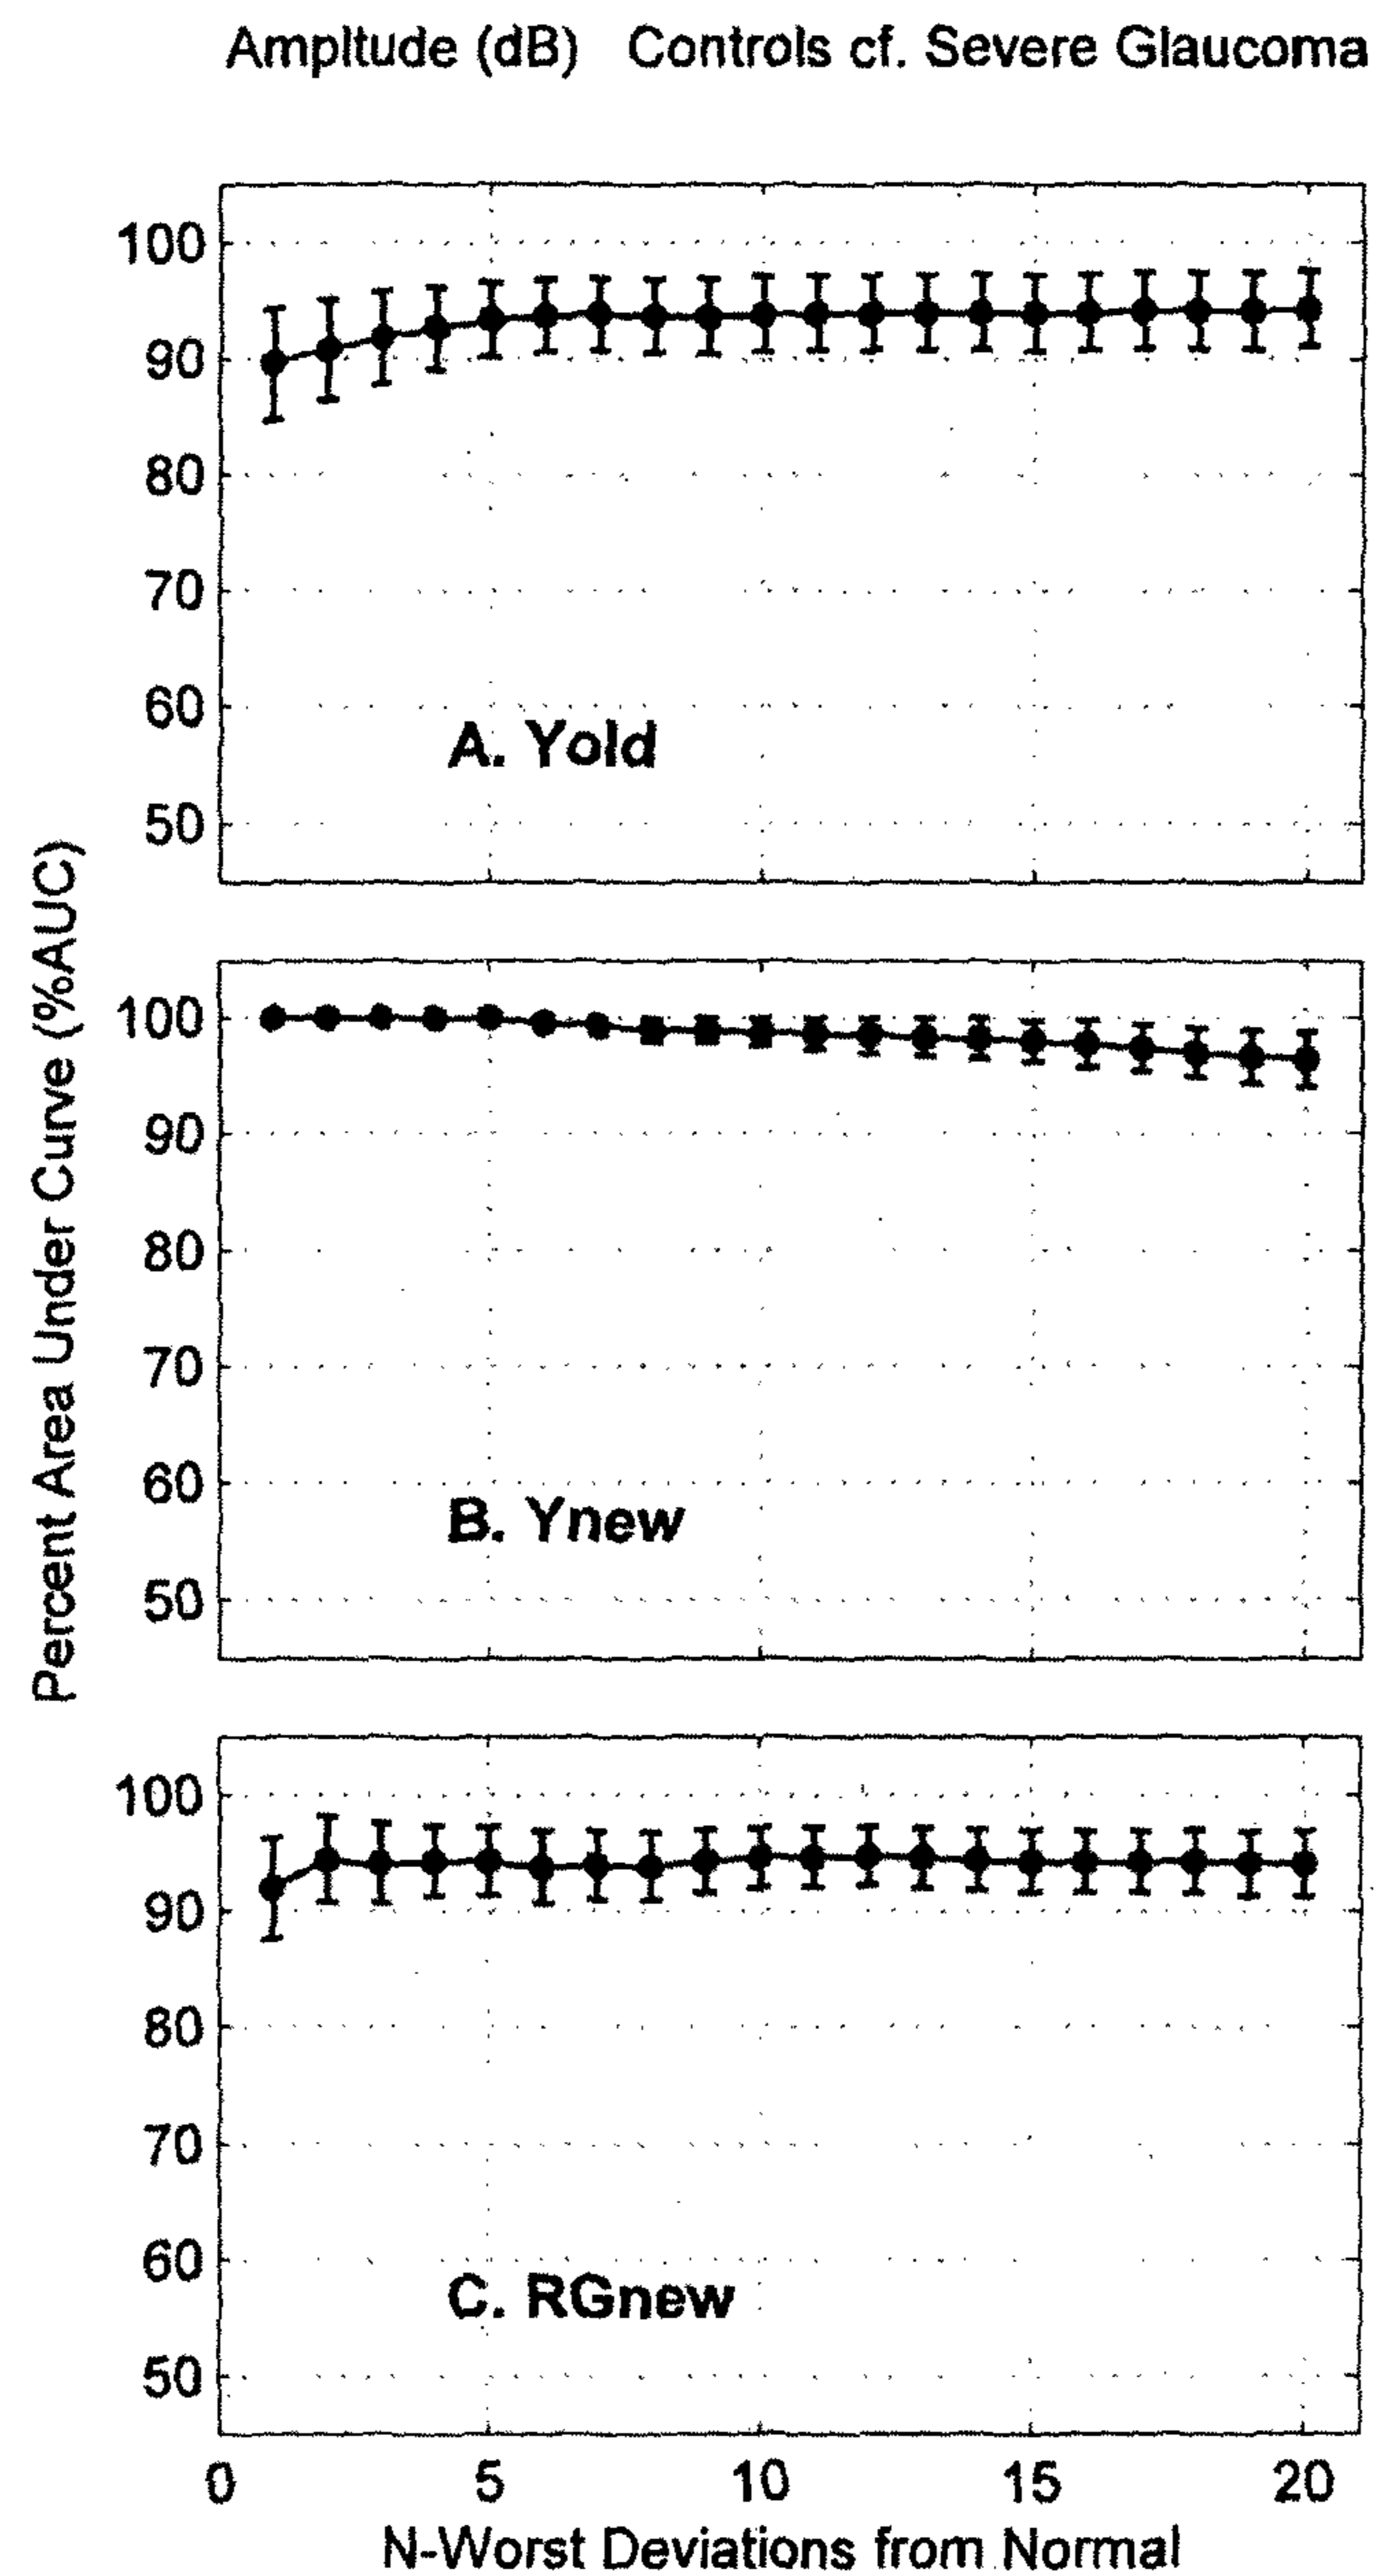 Ampltude (dB) Controls cf. Severe Glaucoma
100
90
80
70
60
50
A. Yold
Percent Area Under Curve (%AUC)
100
90
80
70
60
50
B. Ynew
100
90
80
70
60
50
C. RGnew
0 5 10 15 20
N-Worst Deviations from Normal